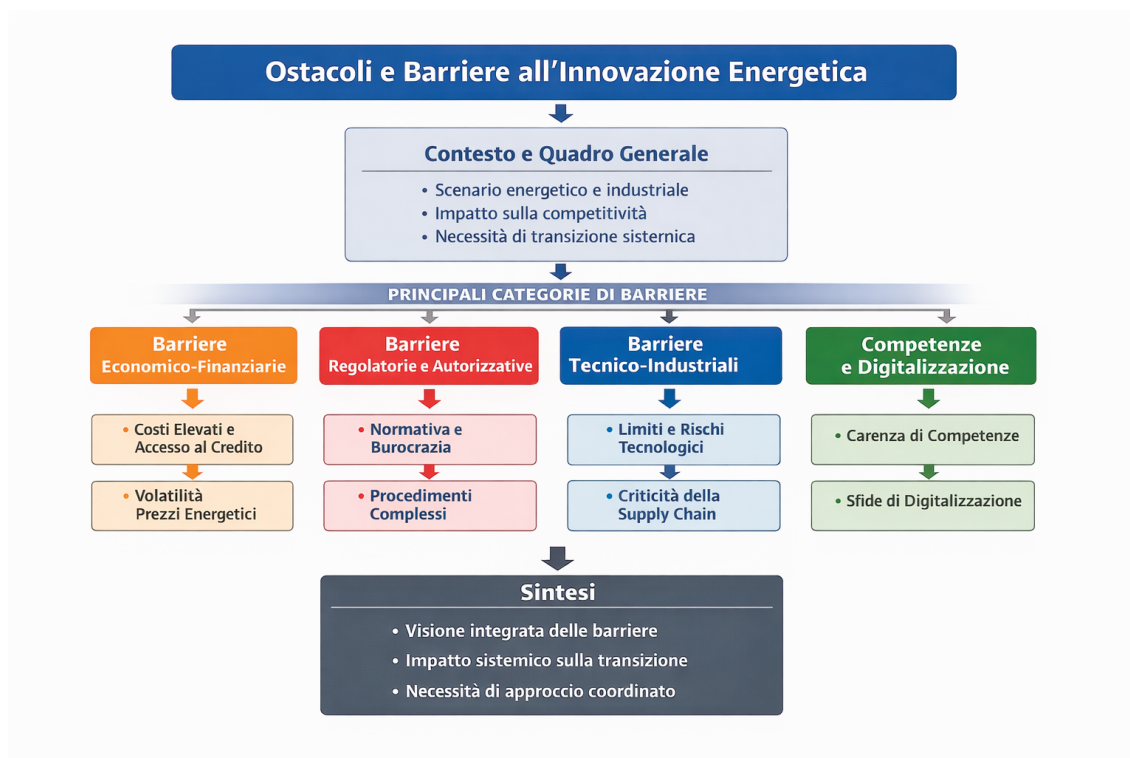 Ostacoli e Barriere all'Innovazione Energetica
Contesto e Quadro Generale
• Scenario energetico e industriale
• Impatto sulla competitività
• Necessità di transizione sisternica
PRINCIPALI CATEGORIE DI BARRIERE
Barriere
Economico-Finanziarie
• Costi Elevati e
Accesso al Credito
• Volatilità
Prezzi Energetici
Barriere
Regolatorie e Autorizzative
• Normativa e
Burocrazia
• Procedimenti
Complessi
Barriere
Tecnico-Industriali
• Limiti e Rischi
Tecnologici
• Criticità della
Supply Chain
Competenze
e Digitalizzazione
• Carenza di Competenze
• Sfide di Digitalizzazione
Sintesi
• Visione integrata delle barriere
• Impatto sistemico sulla transizione
• Necessità di approccio coordinato